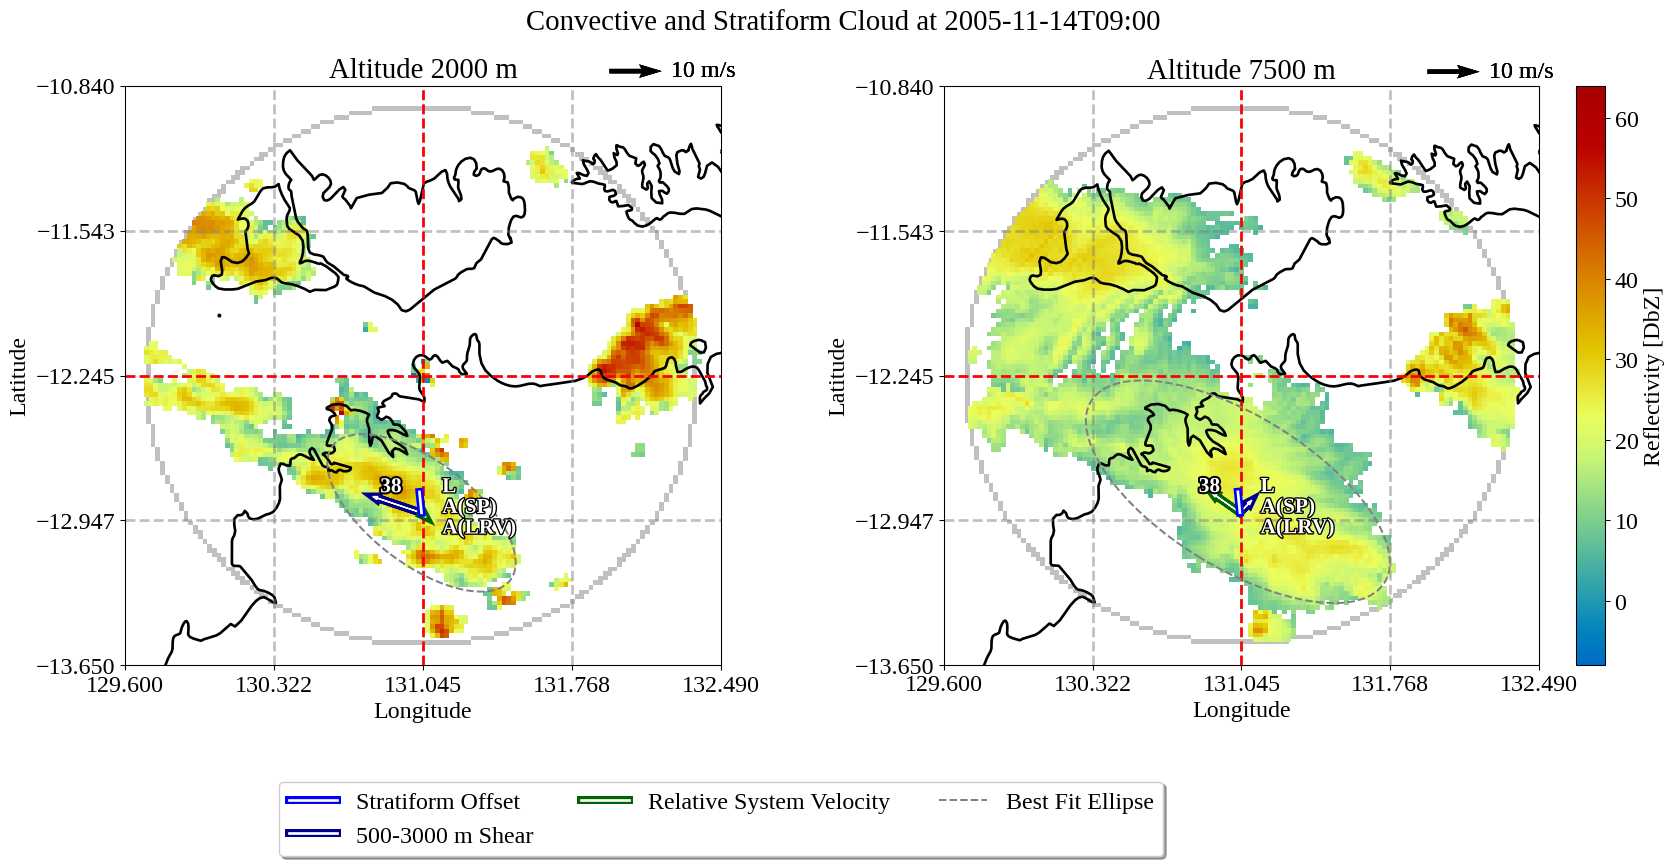 Convective and Stratiform Cloud at 2005-11-14T09:00
Altitude 2000 m
10 m/s
Altitude 7500 m
10 m/s
−10.840
−11.543
−12.245
−12.947
−13.650
Latitude
129.600
130.322
131.045
131.768
132.490
Longitude
38
L
A(SP)
A(LRV)
−10.840
−11.543
−12.245
−12.947
−13.650
Latitude
129.600
130.322
131.045
131.768
132.490
Longitude
38
L
A(SP)
A(LRV)
60
50
40
30
20
10
0
Reflectivity [DbZ]
Stratiform Offset
500-3000 m Shear
Relative System Velocity
Best Fit Ellipse